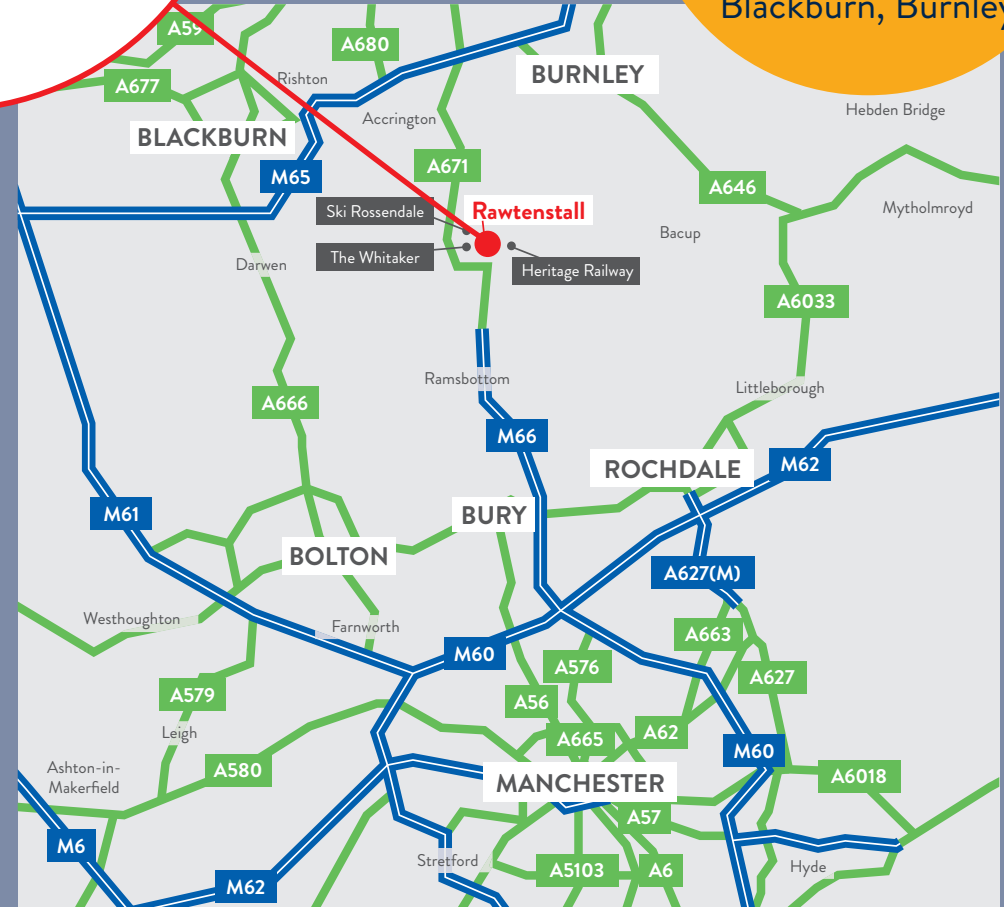 Blackburn, Burnley
A59
A680
BURNLEY
Rishton
A677
Hebden Bridge
Accrington
BLACKBURN
A671
M65
A646
Ski Rossendale
Rawtenstall
Mytholmroyd
Bacup
The Whitaker
Darwen
Heritage Railway
A6033
Ramsbottom
Littleborough
A666
M66
ROCHDALE
M62
M61
BURY
BOLTON
A627(M)
Westhoughton
Farnworth
A663
M60
A576
A627
A579
A56
Leigh
A62
A665
M60
A580
Ashton-in-
Makerfield
MANCHESTER
A6018
A57
M6
Stretford
Hyde
A5103
A6
M62